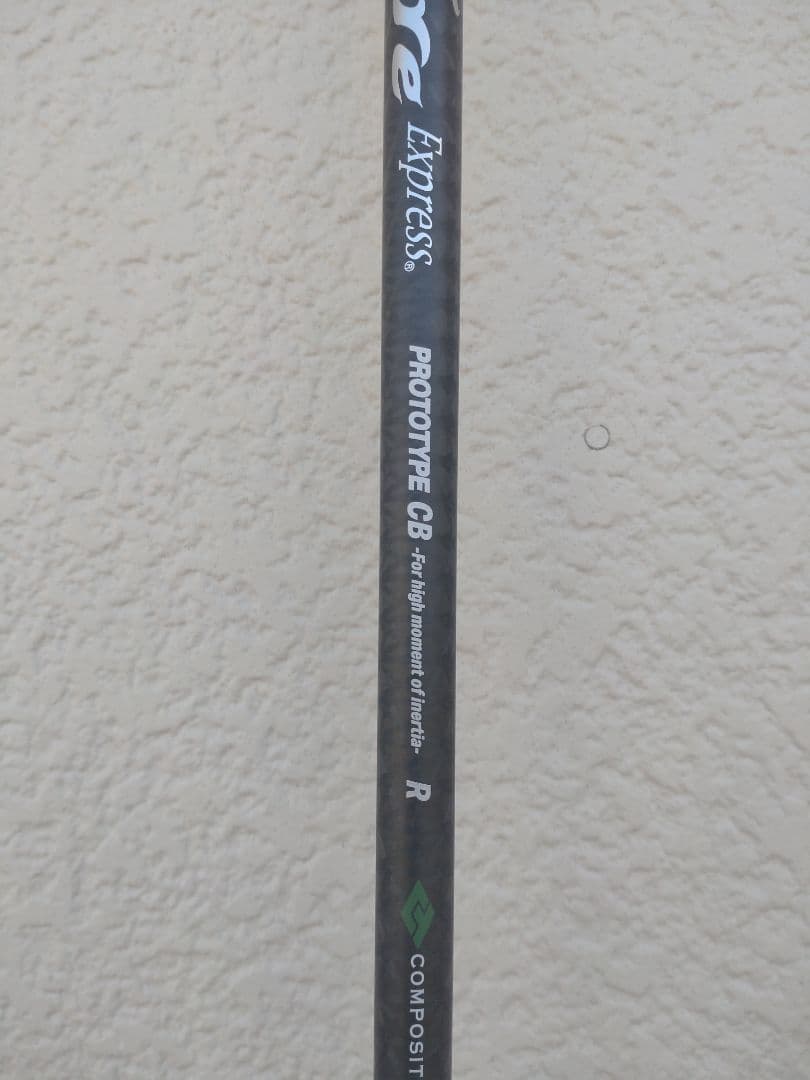 Express®
PROTOTYPE CB -For high moment of inertia- R
COMPOSIT